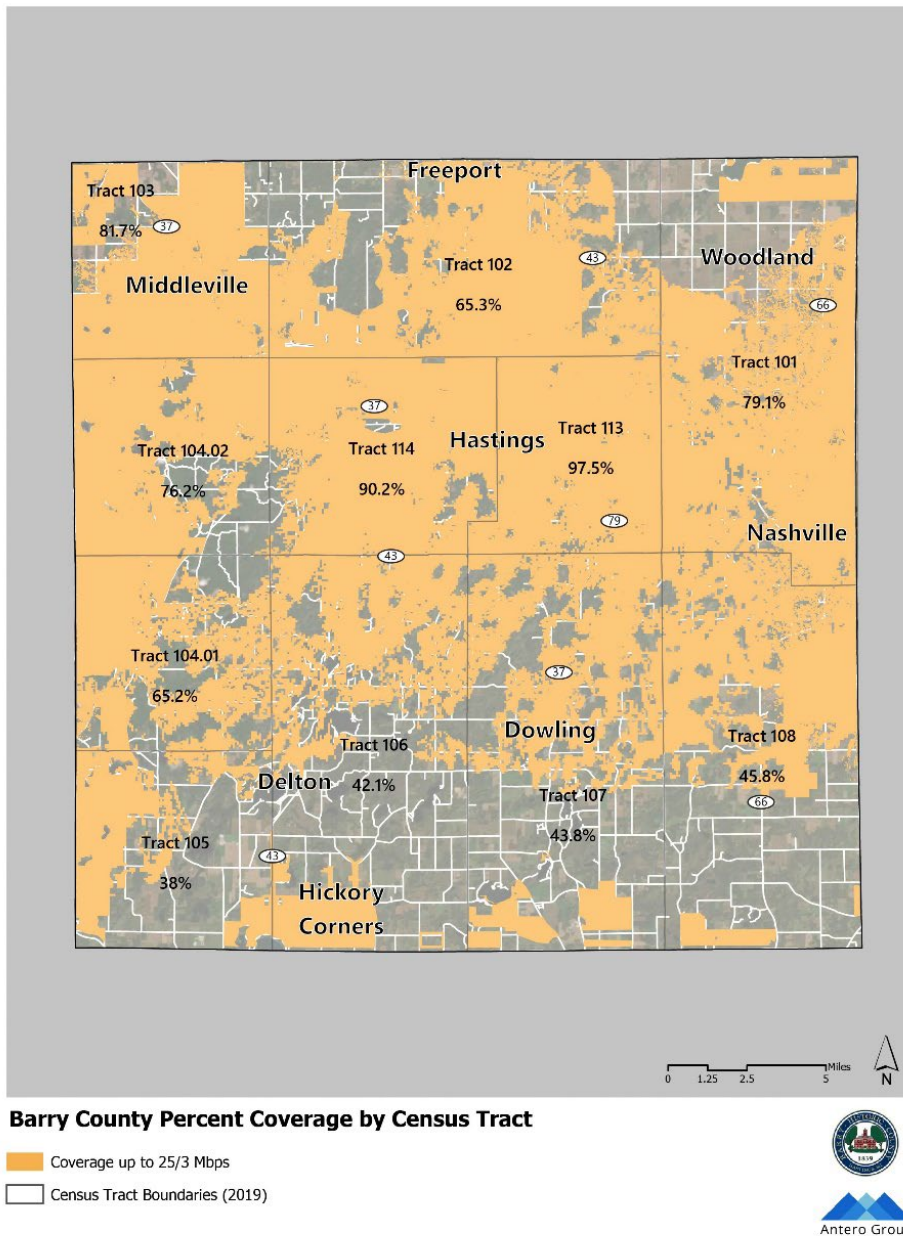 Freeport
Tract 103
81.7%
37
Middleville
Tract 102
65.3%
43
Woodland
66
Tract 101
79.1%
37
Hastings
Tract 113
97.5%
Tract 104.02
76.2%
Tract 114
90.2%
79
Nashville
43
Tract 104.01
65.2%
37
Dowling
Tract 106
42.1%
Delton
Tract 108
45.8%
66
Tract 107
43.8%
Tract 105
38%
43
Hickory
Corners
Miles
0 1.25 2.5 5
N
Barry County Percent Coverage by Census Tract
Coverage up to 25/3 Mbps
Census Tract Boundaries (2019)
1839
Antero Grou